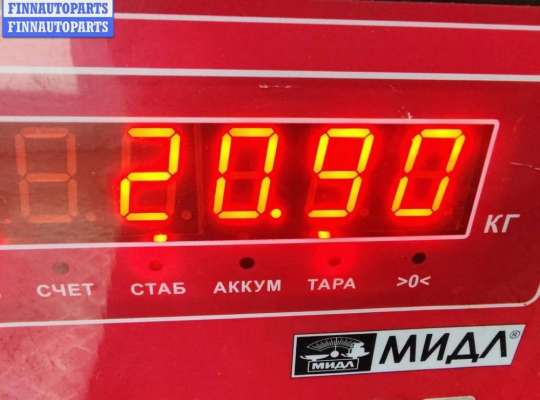 FINNAUTOPARTS
FINNAUTOPARTS
20.90
КГ
СЧЕТ СТАБ АККУМ ТАРА >0<
МИДЛ МИДЛ®